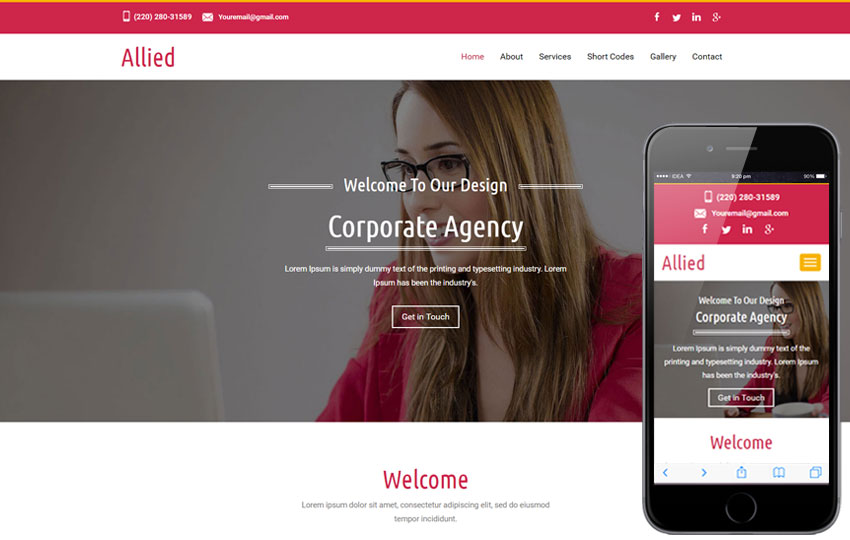 (220) 280-31589 Youremail@gmail.com
Allied
Home About Services Short Codes Gallery Contact
Welcome To Our Design
Corporate Agency
Lorem Ipsum is simply dummy text of the printing and typesetting industry.
Lorem Ipsum has been the industry's.
Get in Touch
Welcome
Lorem ipsum dolor sit amet, consectetur adipiscing elit, sed do eiusmod
tempor incididunt.
IDEA 9:20 pm 90%
(220) 280-31589
Youremail@gmail.com
Allied
Welcome To Our Design
Corporate Agency
Lorem Ipsum is simply dummy text of the
printing and typesetting industry. Lorem Ipsum
has been the industry's.
Get in Touch
Welcome